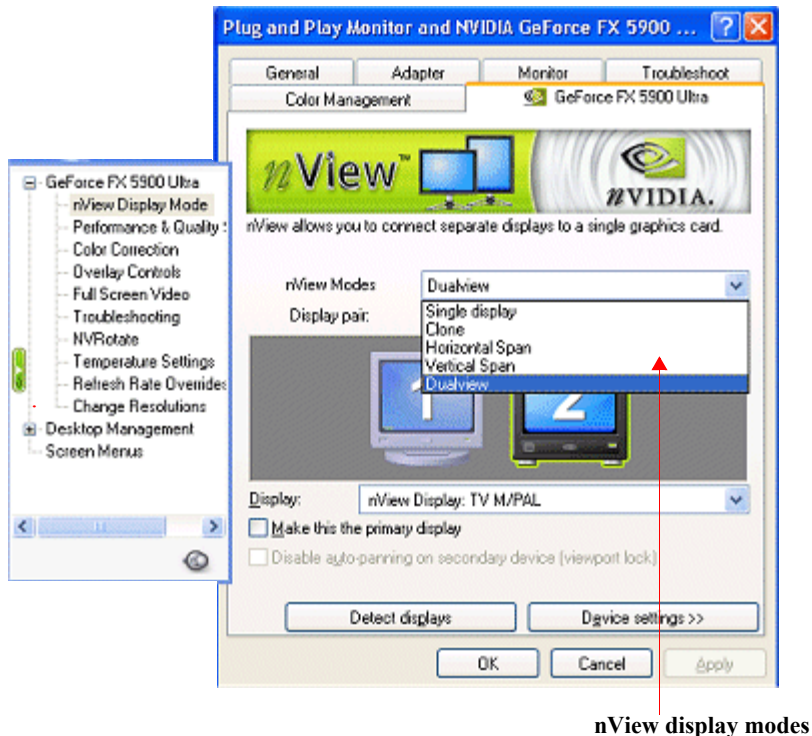 Plug and Play Monitor and NVIDIA GeForce FX 5900 ...
General Adapter Monitor Troubleshoot
Color Management GeForce FX 5900 Ultra
nView™
NVIDIA.
nView allows you to connect separate displays to a single graphics card.
nView Modes Dualview
Display pair:
Single display
Clone
Horizontal Span
Vertical Span
Dualview
1 2
Display: nView Display: TV M/PAL
Make this the primary display
Disable auto-panning on secondary device (viewport lock)
Detect displays Device settings >>
OK Cancel Apply
GeForce FX 5900 Ultra
nView Display Mode
Performance & Quality
Color Correction
Overlay Controls
Full Screen Video
Troubleshooting
NVRotate
Temperature Settings
Refresh Rate Overrides
Change Resolutions
Desktop Management
Screen Menus
nView display modes